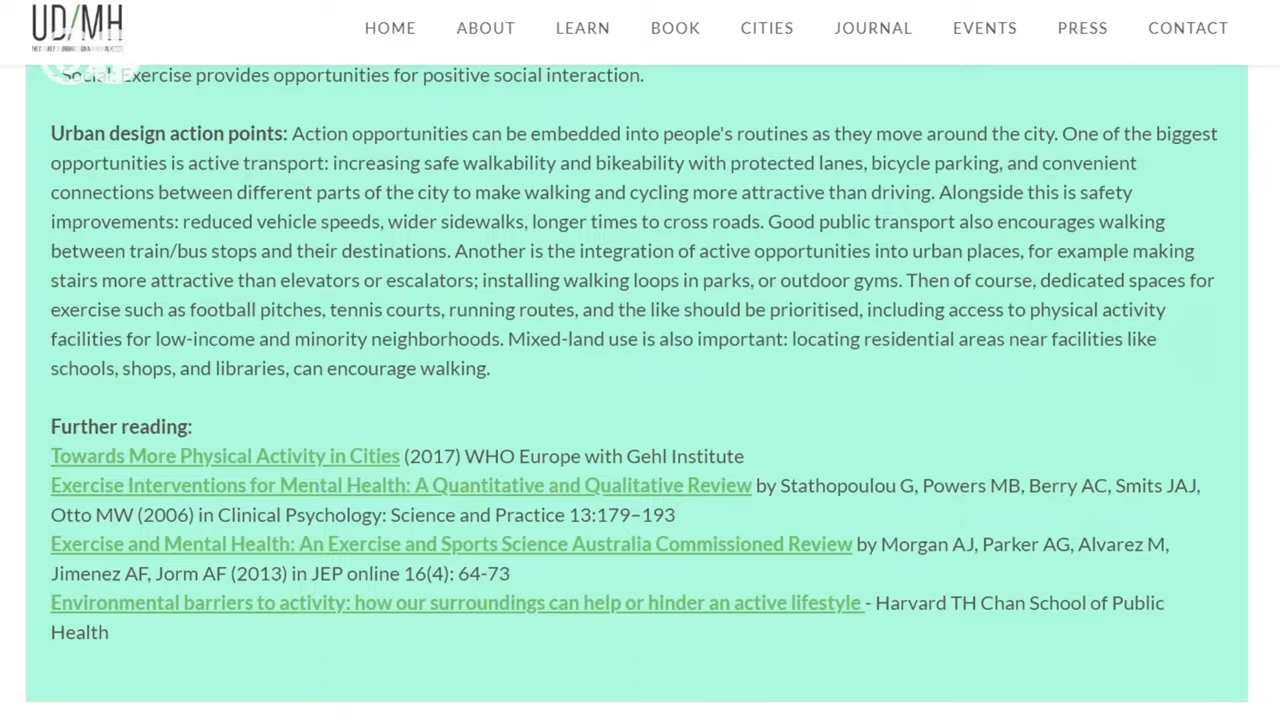 UD/MH
HOME ABOUT LEARN BOOK CITIES JOURNAL EVENTS PRESS CONTACT
Social: Exercise provides opportunities for positive social interaction.
Urban design action points: Action opportunities can be embedded into people's routines as they move around the city. One of the biggest
opportunities is active transport: increasing safe walkability and bikeability with protected lanes, bicycle parking, and convenient
connections between different parts of the city to make walking and cycling more attractive than driving. Alongside this is safety
improvements: reduced vehicle speeds, wider sidewalks, longer times to cross roads. Good public transport also encourages walking
between train/bus stops and their destinations. Another is the integration of active opportunities into urban places, for example making
stairs more attractive than elevators or escalators; installing walking loops in parks, or outdoor gyms. Then of course, dedicated spaces for
exercise such as football pitches, tennis courts, running routes, and the like should be prioritised, including access to physical activity
facilities for low-income and minority neighborhoods. Mixed-land use is also important: locating residential areas near facilities like
schools, shops, and libraries, can encourage walking.
Further reading:
Towards More Physical Activity in Cities (2017) WHO Europe with Gehl Institute
Exercise Interventions for Mental Health: A Quantitative and Qualitative Review by Stathopoulou G, Powers MB, Berry AC, Smits JAJ,
Otto MW (2006) in Clinical Psychology: Science and Practice 13:179–193
Exercise and Mental Health: An Exercise and Sports Science Australia Commissioned Review by Morgan AJ, Parker AG, Alvarez M,
Jimenez AF, Jorm AF (2013) in JEP online 16(4): 64-73
Environmental barriers to activity: how our surroundings can help or hinder an active lifestyle - Harvard TH Chan School of Public
Health